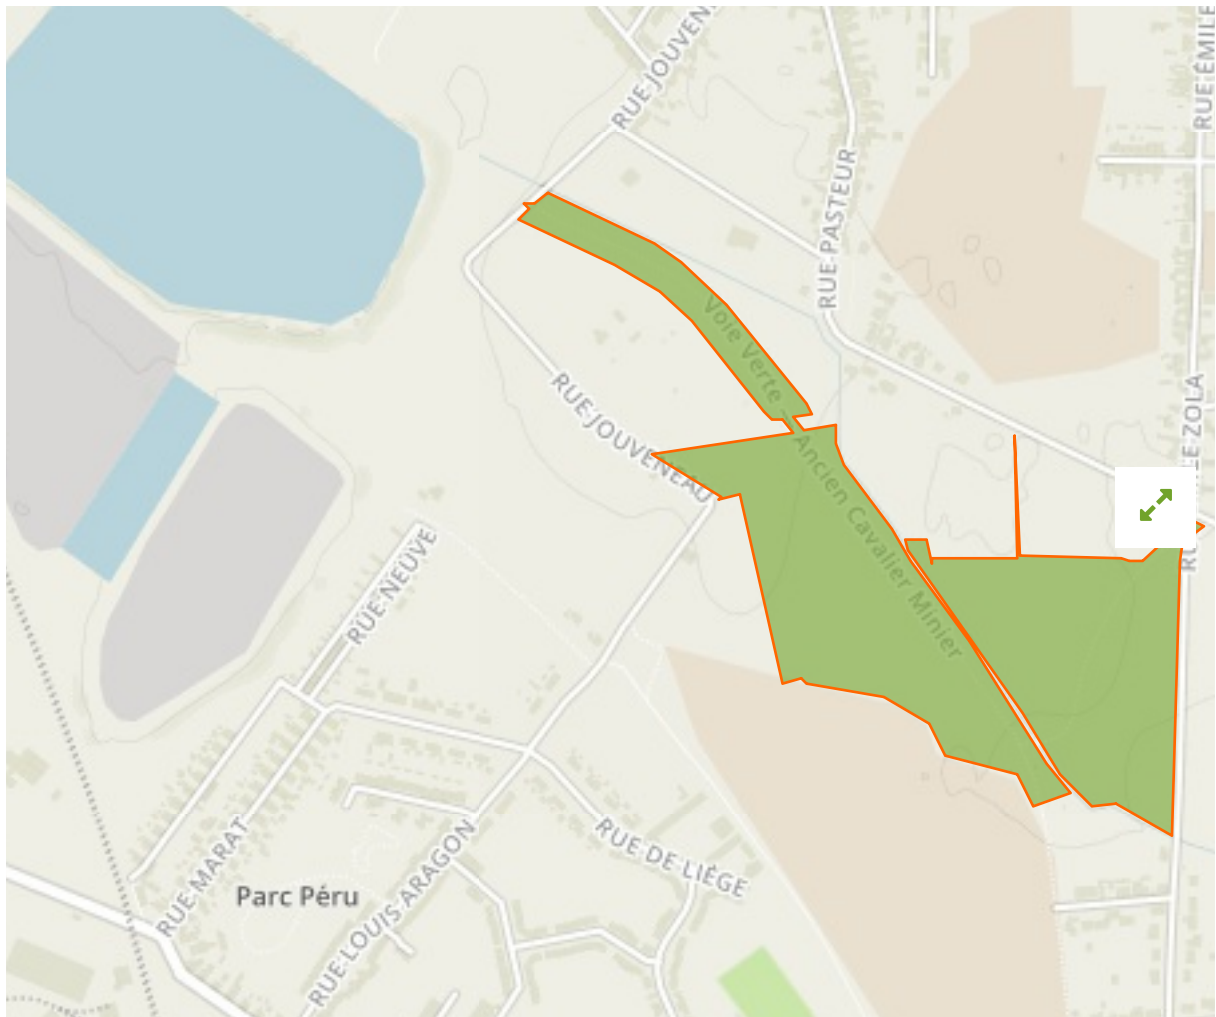 RUE JOUVEN
RUE ÉMILE
RUE PASTEUR
Voie Verte - Ancien Cavalier Minier
RUE JOUVENEAU
LE ZOLA
RUE NEUVE
RUE MARAT
RUE DE LIÈGE
Parc Péru
RUE LOUIS ARAGON